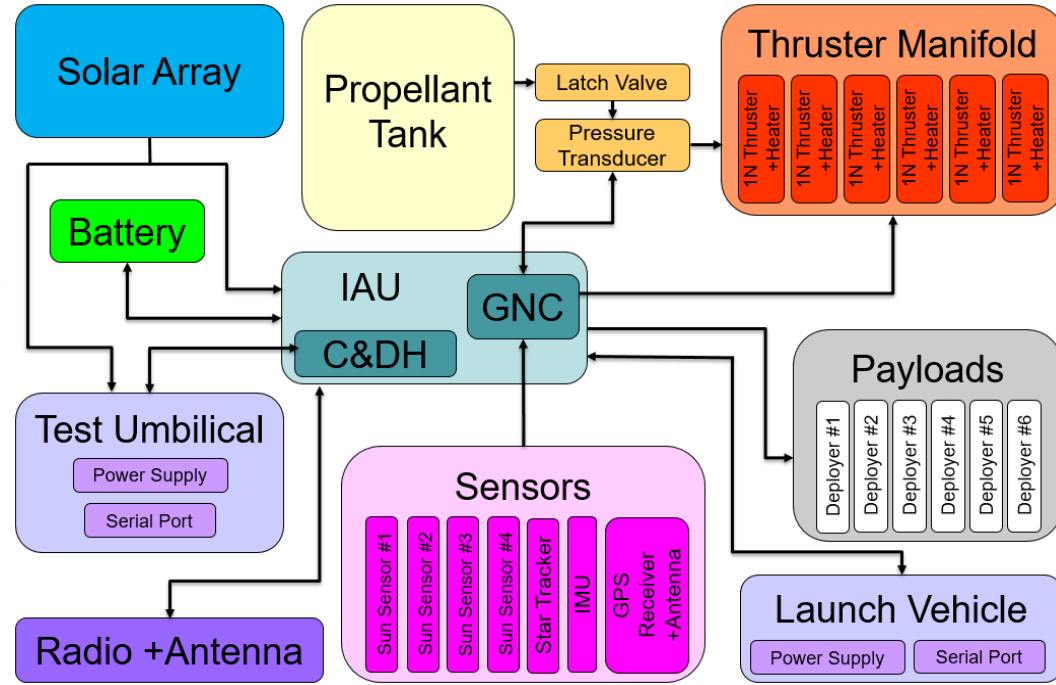 Solar Array
Propellant
Tank
Latch Valve
Pressure
Transducer
Thruster Manifold
1N Thruster
+Heater
1N Thruster
+Heater
1N Thruster
+Heater
1N Thruster
+Heater
1N Thruster
+Heater
1N Thruster
+Heater
Battery
IAU
GNC
C&DH
Test Umbilical
Power Supply
Serial Port
Payloads
Deployer #1
Deployer #2
Deployer #3
Deployer #4
Deployer #5
Deployer #6
Sensors
Sun Sensor #1
Sun Sensor #2
Sun Sensor #3
Sun Sensor #4
Star Tracker
IMU
GPS
Receiver
+Antenna
Radio +Antenna
Launch Vehicle
Power Supply
Serial Port